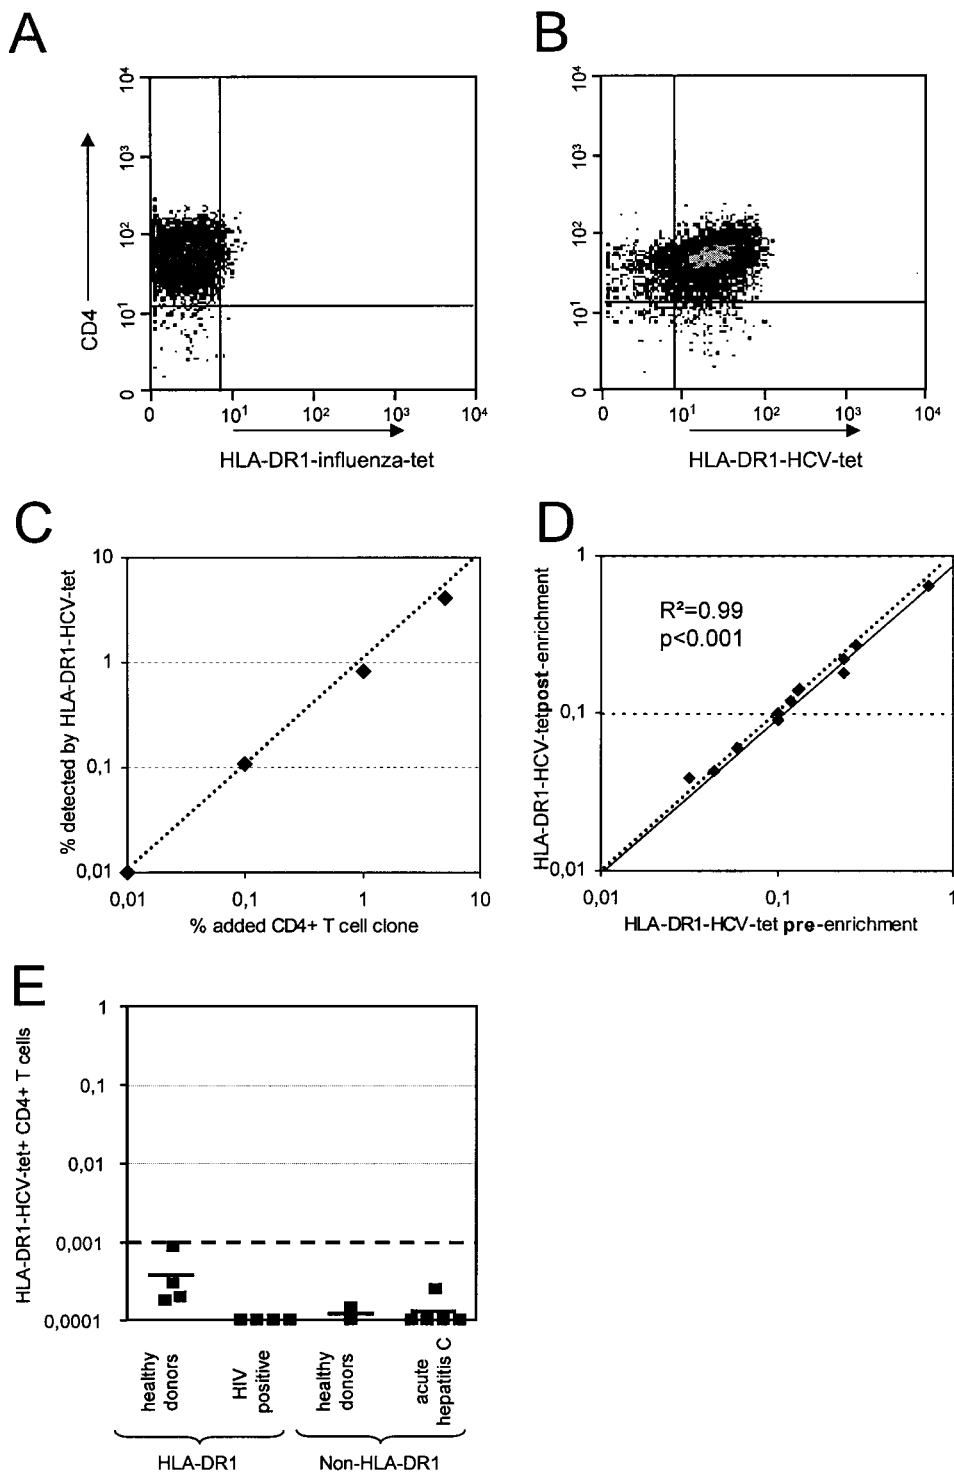 A
B
10⁴
10³
10²
10¹
0
CD4
0
10¹
10²
10³
10⁴
HLA-DR1-influenza-tet
10⁴
10³
10²
10¹
0
0
10¹
10²
10³
10⁴
HLA-DR1-HCV-tet
C
D
% detected by HLA-DR1-HCV-tet
10
1
0,1
0,01
0,01
0,1
1
10
% added CD4+ T cell clone
HLA-DR1-HCV-tetpost-enrichment
1
0,1
0,01
R²=0.99
p<0.001
0,01
0,1
1
HLA-DR1-HCV-tet pre-enrichment
E
HLA-DR1-HCV-tet+ CD4+ T cells
1
0,1
0,01
0,001
0,0001
healthy
donors
HIV
positive
healthy
donors
acute
hepatitis C
HLA-DR1
Non-HLA-DR1